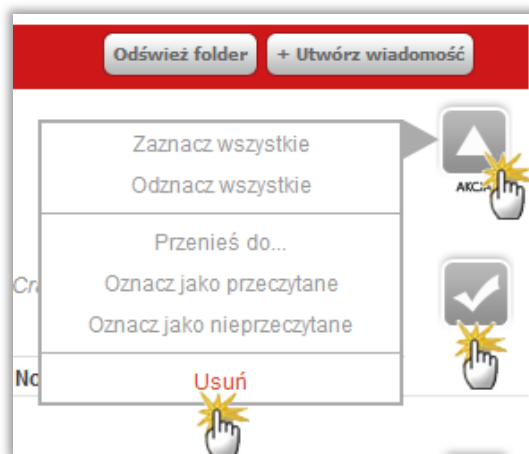 Odśwież folder
+ Utwórz wiadomość
Zaznacz wszystkie
Odznacz wszystkie
Przenieś do...
Oznacz jako przeczytane
Oznacz jako nieprzeczytane
Usuń